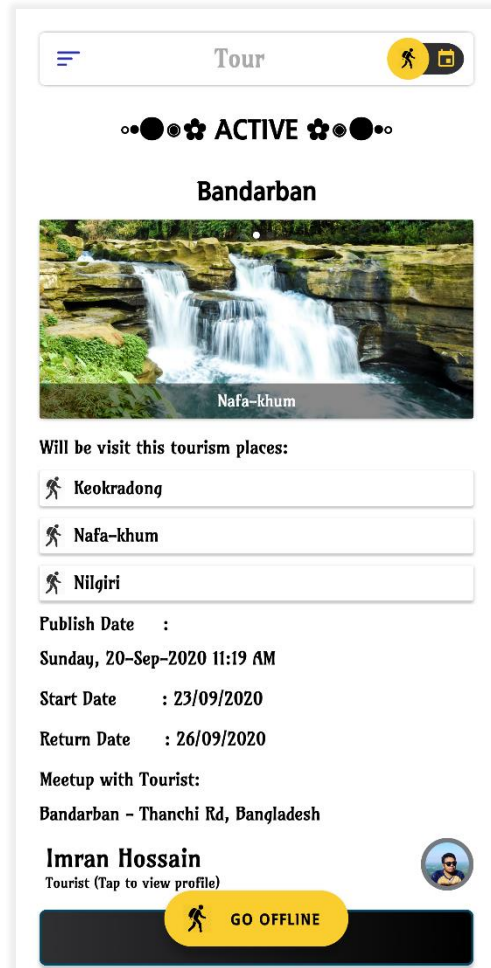 Tour
ACTIVE
Bandarban
Nafa-khum
Will be visit this tourism places:
Keokradong
Nafa-khum
Nilgiri
Publish Date :
Sunday, 20-Sep-2020 11:19 AM
Start Date : 23/09/2020
Return Date : 26/09/2020
Meetup with Tourist:
Bandarban - Thanchi Rd, Bangladesh
Imran Hossain
Tourist (Tap to view profile)
GO OFFLINE